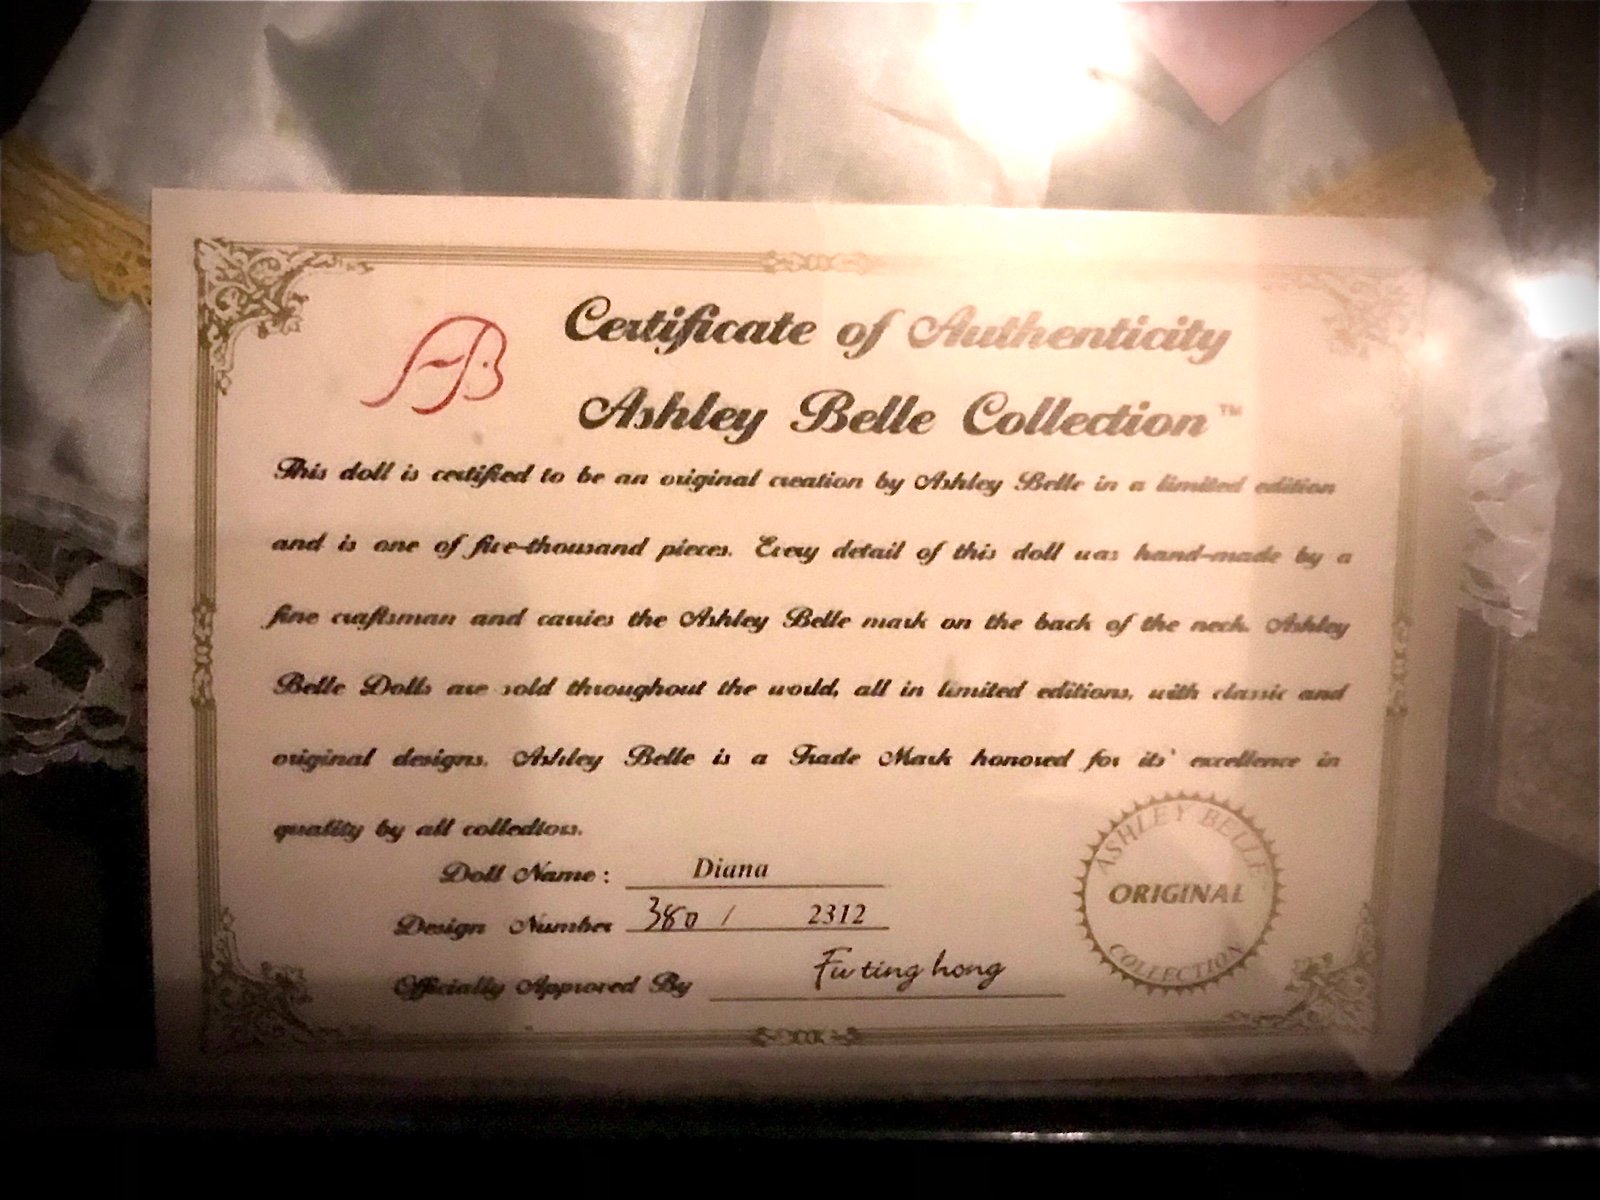 AB
Certificate of Authenticity
Ashley Belle Collection™
This doll is certified to be an original creation by Ashley Belle in a limited edition
and is one of five-thousand pieces. Every detail of this doll was hand-made by a
fine craftsman and carries the Ashley Belle mark on the back of the neck. Ashley
Belle Dolls are sold throughout the world, all in limited editions, with classic and
original designs. Ashley Belle is a Trade Mark honored for its' excellence in
quality by all collectors.
Doll Name : Diana
Design Number 380 / 2312
Officially Approved By Fu ting hong
ASHLEY BELLE
ORIGINAL
COLLECTION